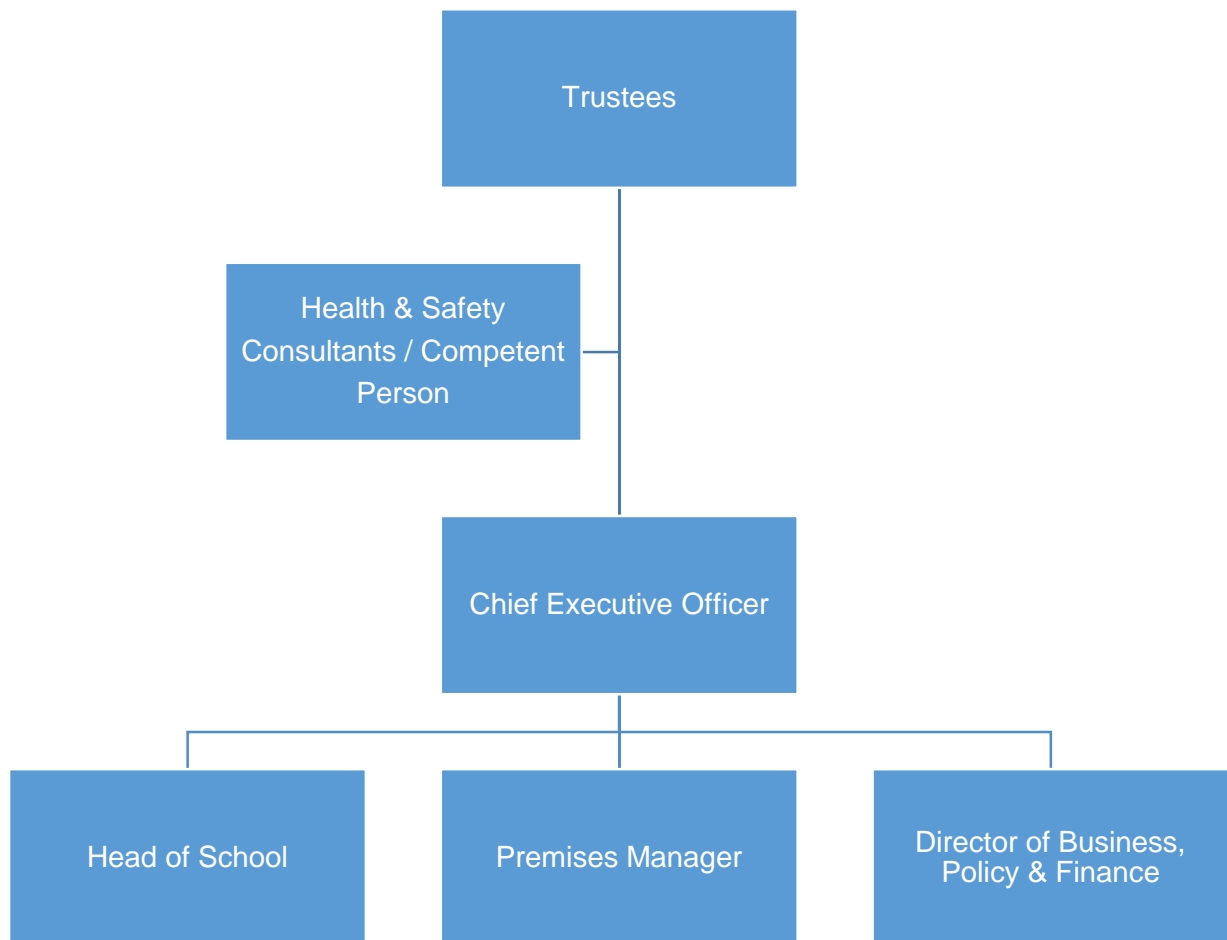 Trustees
Health & Safety
Consultants / Competent
Person
Chief Executive Officer
Head of School
Premises Manager
Director of Business,
Policy & Finance